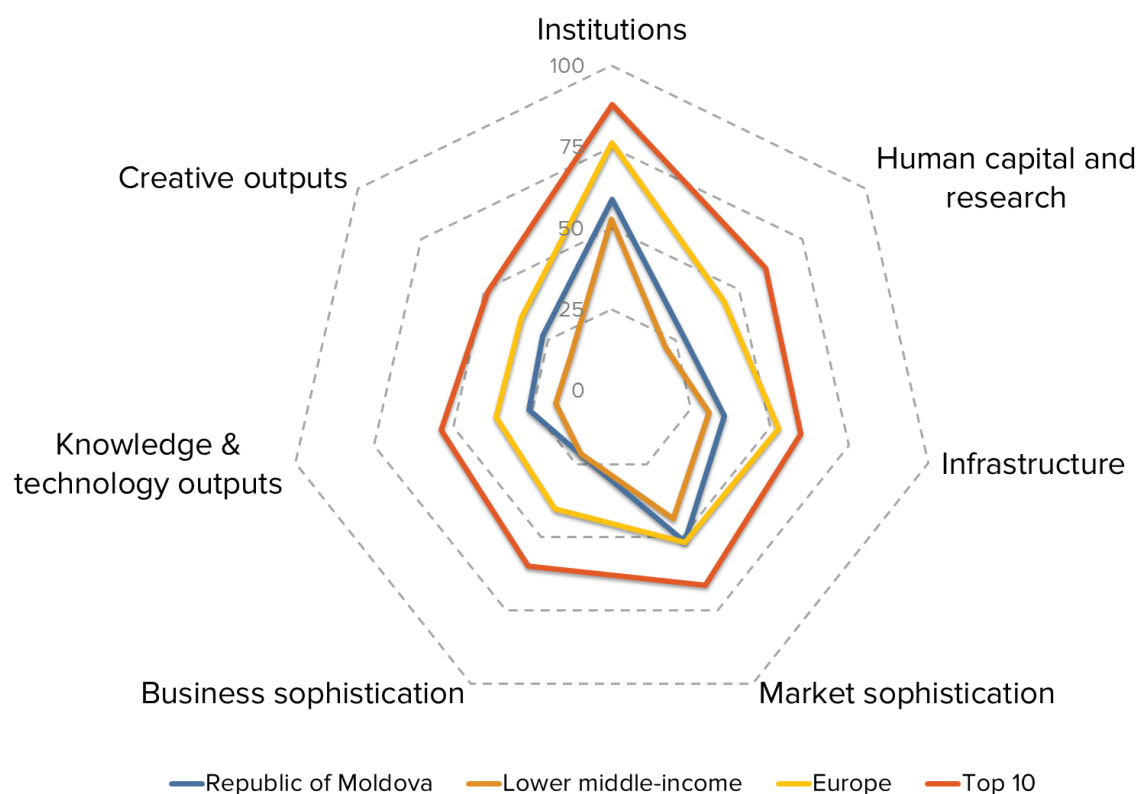 Institutions
100
75
50
25
0
Human capital and
research
Infrastructure
Market sophistication
Business sophistication
Knowledge &
technology outputs
Creative outputs
Republic of Moldova Lower middle-income Europe Top 10